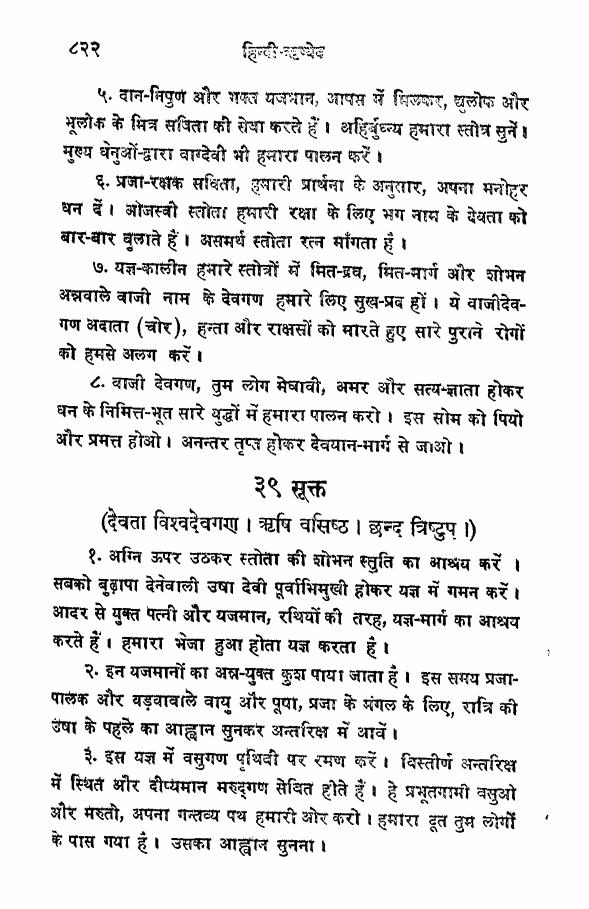 ८२२
हिन्दी-ऋग्वेद
५. दान-निपुण और भक्त यजमान, आपस में मिलकर, द्युलोक और
भूलोक के मित्र सविता की सेवा करते हैं। अहिर्बुध्न्य हमारा स्तोत्र सुनें।
मुख्य धेनुओं-द्वारा वाग्देवी भी हमारा पालन करें।
६. प्रजा-रक्षक सविता, हमारी प्रार्थना के अनुसार, अपना मनोहर
धन दें। ओजस्वी स्तोता हमारी रक्षा के लिए भग नाम के देवता को
बार-बार बुलाते हैं। असमर्थ स्तोता रत्न माँगता है।
७. यज्ञ-कालीन हमारे स्तोत्रों में मित-द्रव, मित-मार्ग और शोभन
अन्नवाले वाजी नाम के देवगण हमारे लिए सुख-प्रद हों। ये वाजीदेव-
गण अदाता (चोर), हन्ता और राक्षसों को मारते हुए सारे पुराने रोगों
को हमसे अलग करें।
८. वाजी देवगण, तुम लोग मेधावी, अमर और सत्य-ज्ञाता होकर
धन के निमित्त-भूत सारे युद्धों में हमारा पालन करो। इस सोम को पियो
और प्रमत्त होओ। अनन्तर तृप्त होकर देवयान-मार्ग से जाओ।
३९ सूक्त
(देवता विश्वदेवगण। ऋषि वसिष्ठ। छन्द त्रिष्टुप्।)
१. अग्नि ऊपर उठकर स्तोता की शोभन स्तुति का आश्रय करें।
सबको बुढ़ापा देनेवाली उषा देवी पूर्वाभिमुखी होकर यज्ञ में गमन करें।
आदर से युक्त पत्नी और यजमान, रथियों की तरह, यज्ञ-मार्ग का आश्रय
करते हैं। हमारा भेजा हुआ होता यज्ञ करता है।
२. इन यजमानों का अन्न-युक्त कुश पाया जाता है। इस समय प्रजा-
पालक और वड़वावाले वायु और पूषा, प्रजा के मंगल के लिए, रात्रि की
उषा के पहले का आह्वान सुनकर अन्तरिक्ष में आवें।
३. इस यज्ञ में वसुगण पृथिवी पर रमण करें। विस्तीर्ण अन्तरिक्ष
में स्थित और दीप्यमान मरुद्गण सेवित होते हैं। हे प्रभूतगामी वसुओ
और मरुतो, अपना गन्तव्य पथ हमारी ओर करो। हमारा दूत तुम लोगों
के पास गया है। उसका आह्वान सुनना।